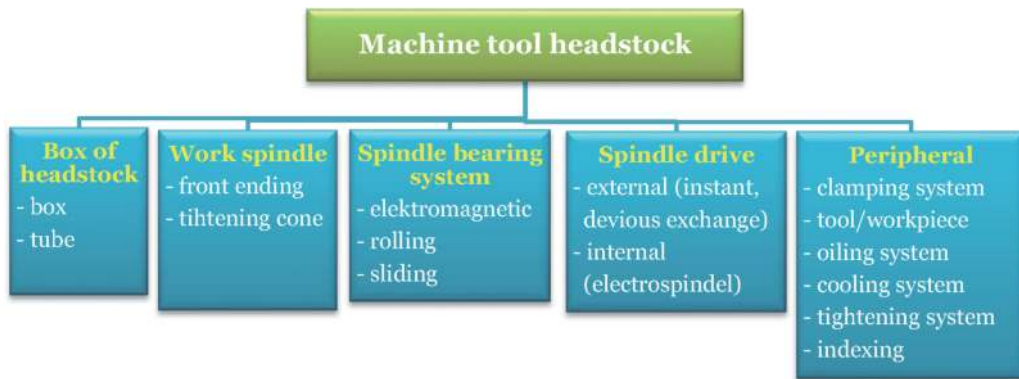 Machine tool headstock
Box of
headstock
- box
- tube
Work spindle
- front ending
- tihtening cone
Spindle bearing
system
- elektromagnetic
- rolling
- sliding
Spindle drive
- external (instant,
devious exchange)
- internal
(electrospindel)
Peripheral
- clamping system
- tool/workpiece
- oiling system
- cooling system
- tightening system
- indexing